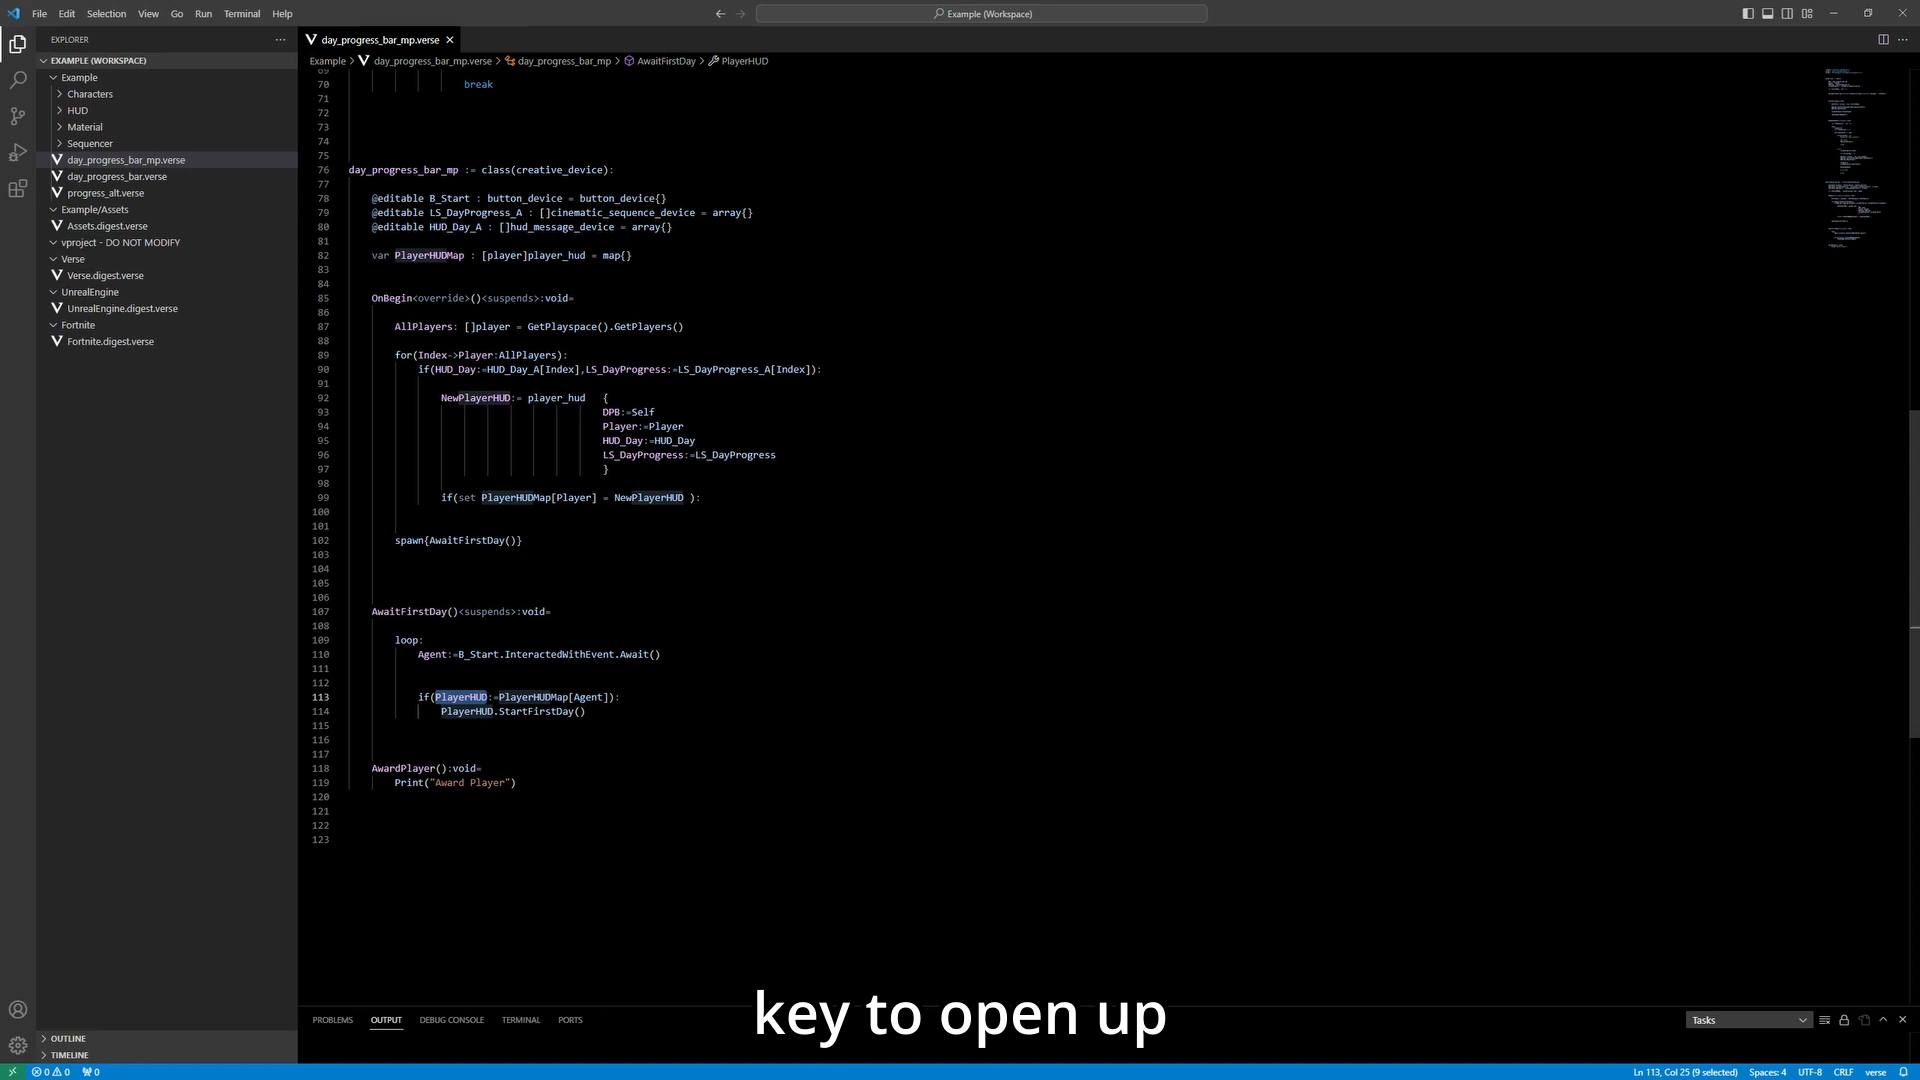 File Edit Selection View Go Run Terminal Help
Example (Workspace)
EXPLORER
EXAMPLE (WORKSPACE)
Example
Characters
HUD
Material
Sequencer
day_progress_bar_mp.verse
day_progress_bar.verse
progress_alt.verse
Example/Assets
Assets.digest.verse
vproject - DO NOT MODIFY
Verse
Verse.digest.verse
UnrealEngine
UnrealEngine.digest.verse
Fortnite
Fortnite.digest.verse
OUTLINE
TIMELINE
day_progress_bar_mp.verse
Example > day_progress_bar_mp.verse > day_progress_bar_mp > AwaitFirstDay > PlayerHUD
69
70 break
71
72
73
74
75
76 day_progress_bar_mp := class(creative_device):
77
78 @editable B_Start : button_device = button_device{}
79 @editable LS_DayProgress_A : []cinematic_sequence_device = array{}
80 @editable HUD_Day_A : []hud_message_device = array{}
81
82 var PlayerHUDMap : [player]player_hud = map{}
83
84
85 OnBegin<override>()<suspends>:void=
86
87 AllPlayers: []player = GetPlayspace().GetPlayers()
88
89 for(Index->Player:AllPlayers):
90 if(HUD_Day:=HUD_Day_A[Index],LS_DayProgress:=LS_DayProgress_A[Index]):
91
92 NewPlayerHUD:= player_hud {
93 DPB:=Self
94 Player:=Player
95 HUD_Day:=HUD_Day
96 LS_DayProgress:=LS_DayProgress
97 }
98
99 if(set PlayerHUDMap[Player] = NewPlayerHUD ):
100
101
102 spawn{AwaitFirstDay()}
103
104
105
106
107 AwaitFirstDay()<suspends>:void=
108
109 loop:
110 Agent:=B_Start.InteractedWithEvent.Await()
111
112
113 if(PlayerHUD:=PlayerHUDMap[Agent]):
114 PlayerHUD.StartFirstDay()
115
116
117
118 AwardPlayer():void=
119 Print("Award Player")
120
121
122
123
key to open up
PROBLEMS OUTPUT DEBUG CONSOLE TERMINAL PORTS
Tasks
0 0 0
Ln 113, Col 25 (9 selected) Spaces: 4 UTF-8 CRLF verse